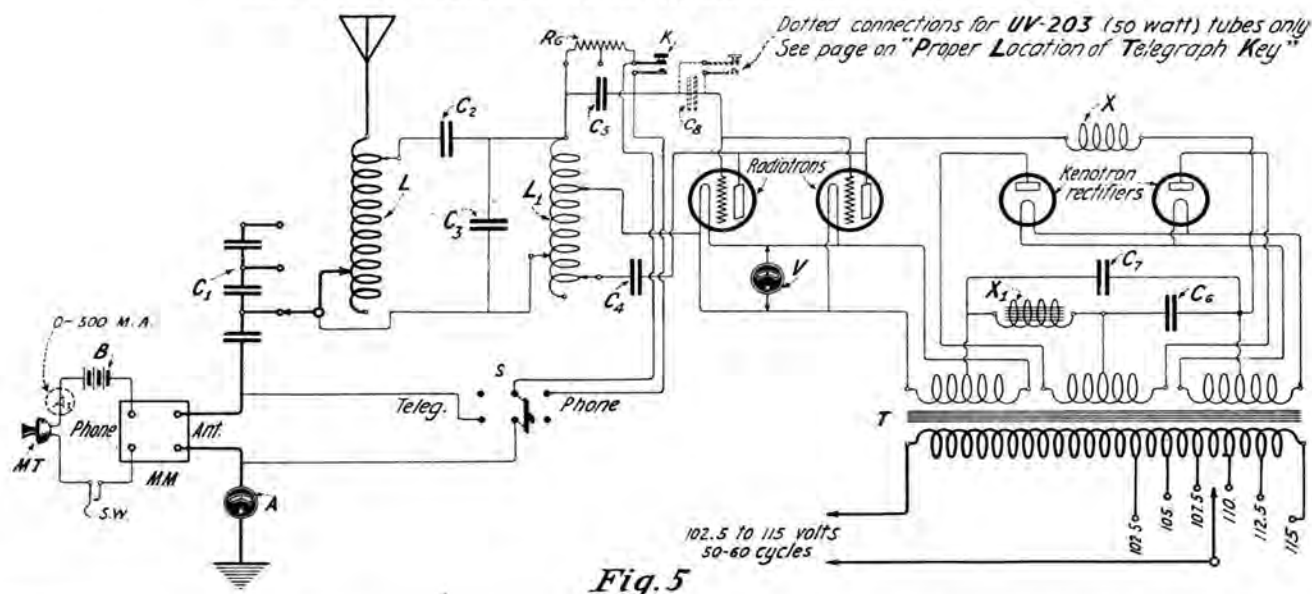 Dotted connections for UV-203 (50 watt) tubes only
See page on "Proper Location of Telegraph Key"
RG
K
C2
C5
C8
X
L
Radiotrons
Kenotron
rectifiers
C3
L1
C1
V
C7
C4
X1
C6
0-500 M.A.
B
S
A1
Phone
Ant.
Teleg.
Phone
T
MT
MM
S.W.
A
102.5
105.
107.5
110.
112.5
115
102.5 to 115 volts
50-60 cycles
Fig. 5